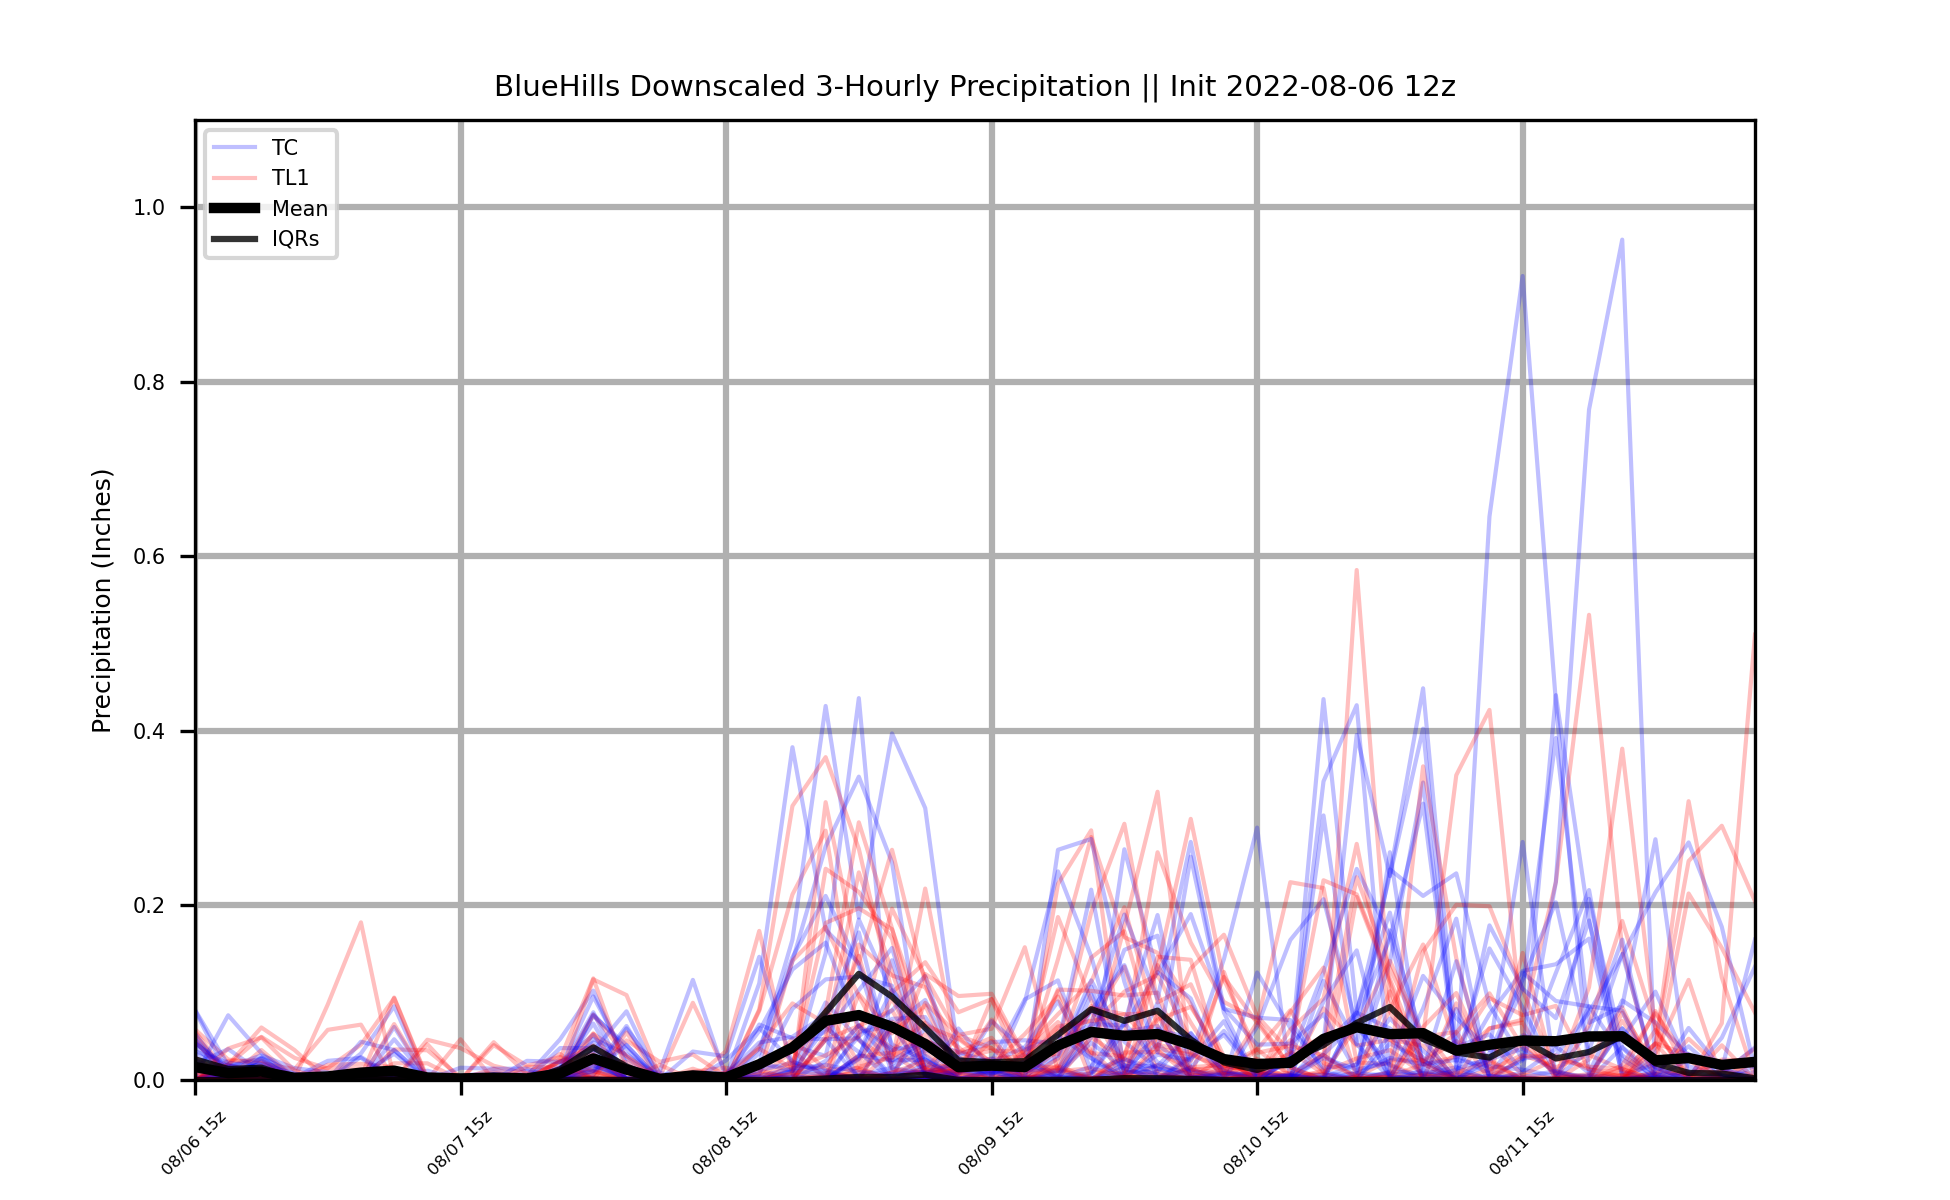 BlueHills Downscaled 3-Hourly Precipitation || Init 2022-08-06 12z
TC
TL1
Mean
IQRs
Precipitation (Inches)
1.0
0.8
0.6
0.4
0.2
0.0
08/06 15z
08/07 15z
08/08 15z
08/09 15z
08/10 15z
08/11 15z